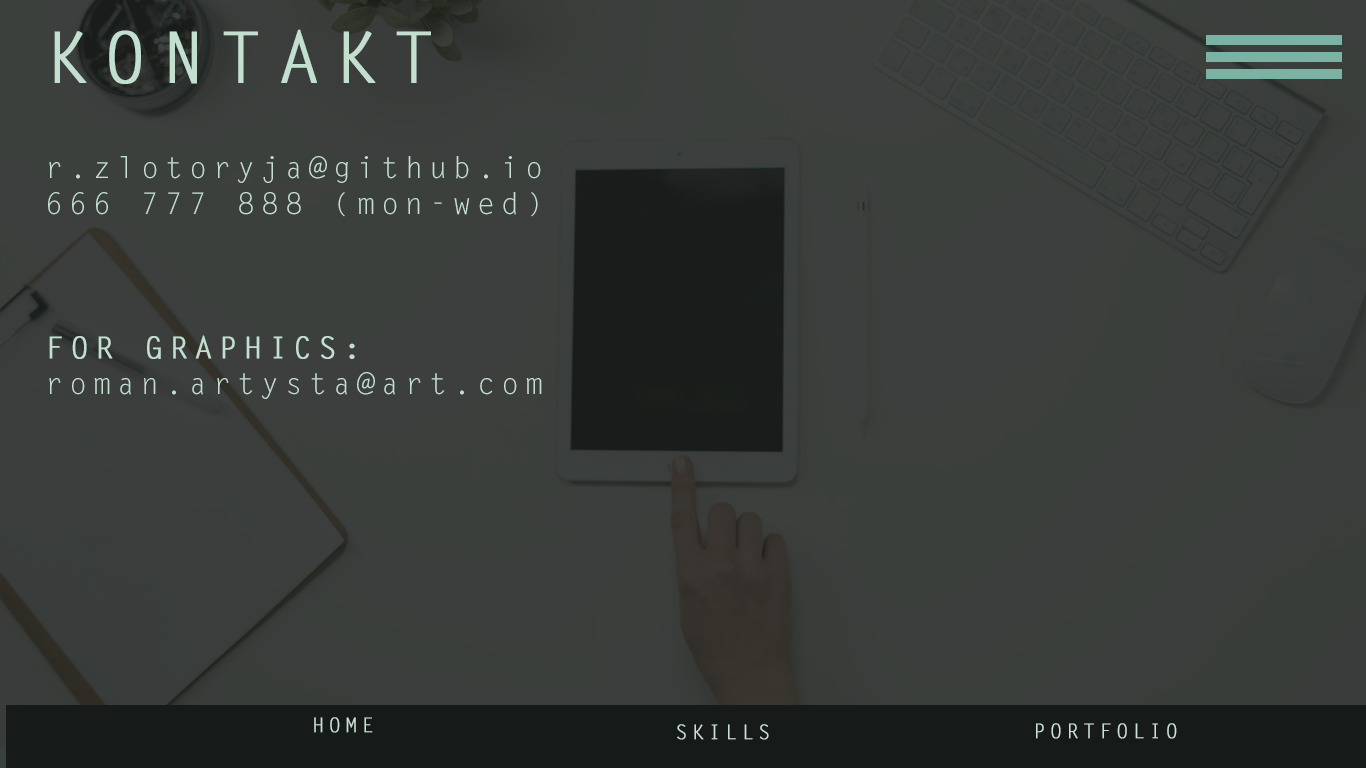 KONTAKT
r.zlotoryja@github.io
666 777 888 (mon-wed)
FOR GRAPHICS:
roman.artysta@art.com
HOME
SKILLS
PORTFOLIO